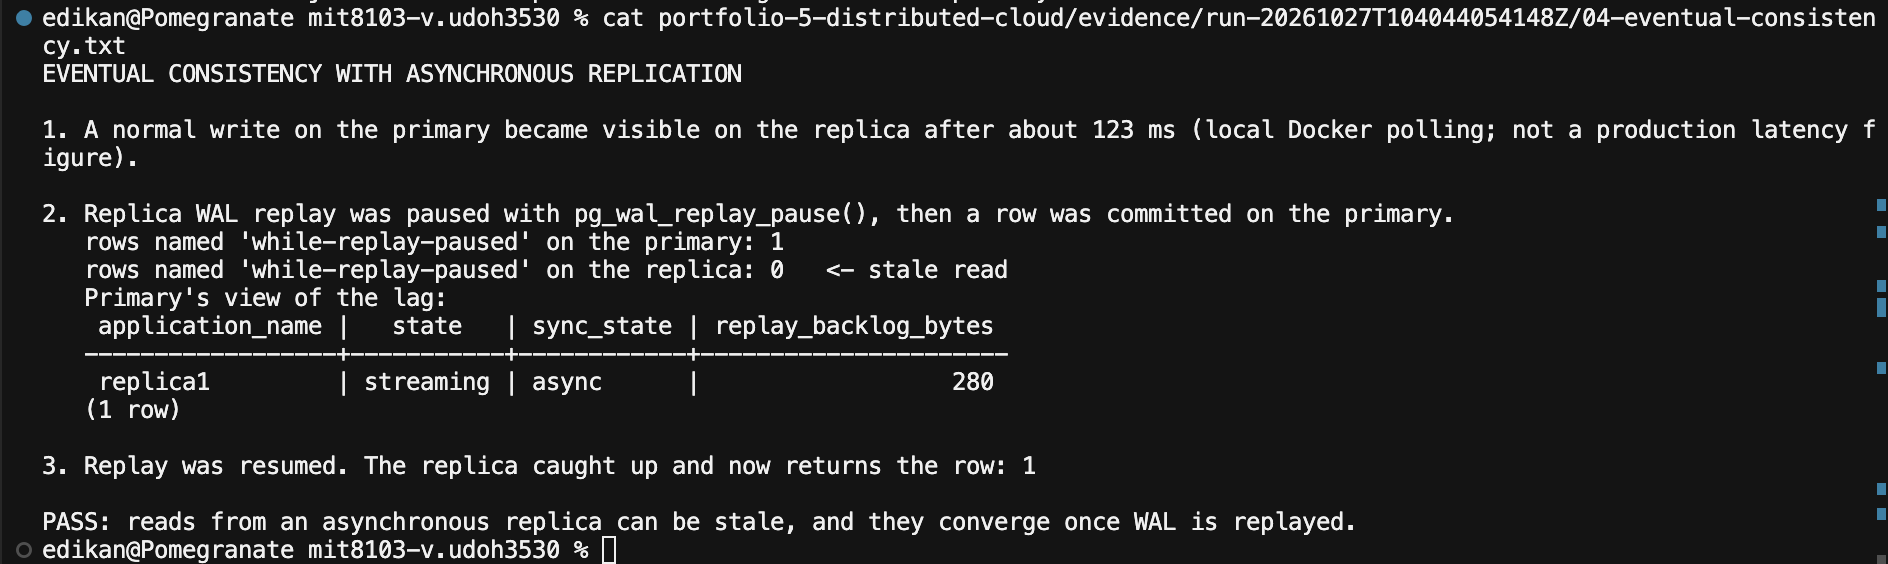 edikan@Pomegranate mit8103-v.udoh3530 % cat portfolio-5-distributed-cloud/evidence/run-20261027T104044054148Z/04-eventual-consisten
cy.txt
EVENTUAL CONSISTENCY WITH ASYNCHRONOUS REPLICATION
1. A normal write on the primary became visible on the replica after about 123 ms (local Docker polling; not a production latency f
igure).
2. Replica WAL replay was paused with pg_wal_replay_pause(), then a row was committed on the primary.
rows named 'while-replay-paused' on the primary: 1
rows named 'while-replay-paused' on the replica: 0   <- stale read
Primary's view of the lag:
application_name |   state   | sync_state | replay_backlog_bytes
------------------+-----------+------------+----------------------
replica1         | streaming | async      |                  280
(1 row)
3. Replay was resumed. The replica caught up and now returns the row: 1
PASS: reads from an asynchronous replica can be stale, and they converge once WAL is replayed.
edikan@Pomegranate mit8103-v.udoh3530 %